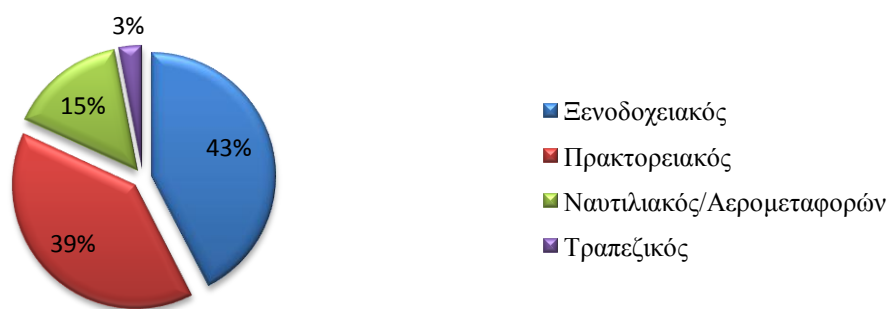 3%
15%
43%
39%
Ξενοδοχειακός
Πρακτορειακός
Ναυτιλιακός/Αερομεταφορών
Τραπεζικός